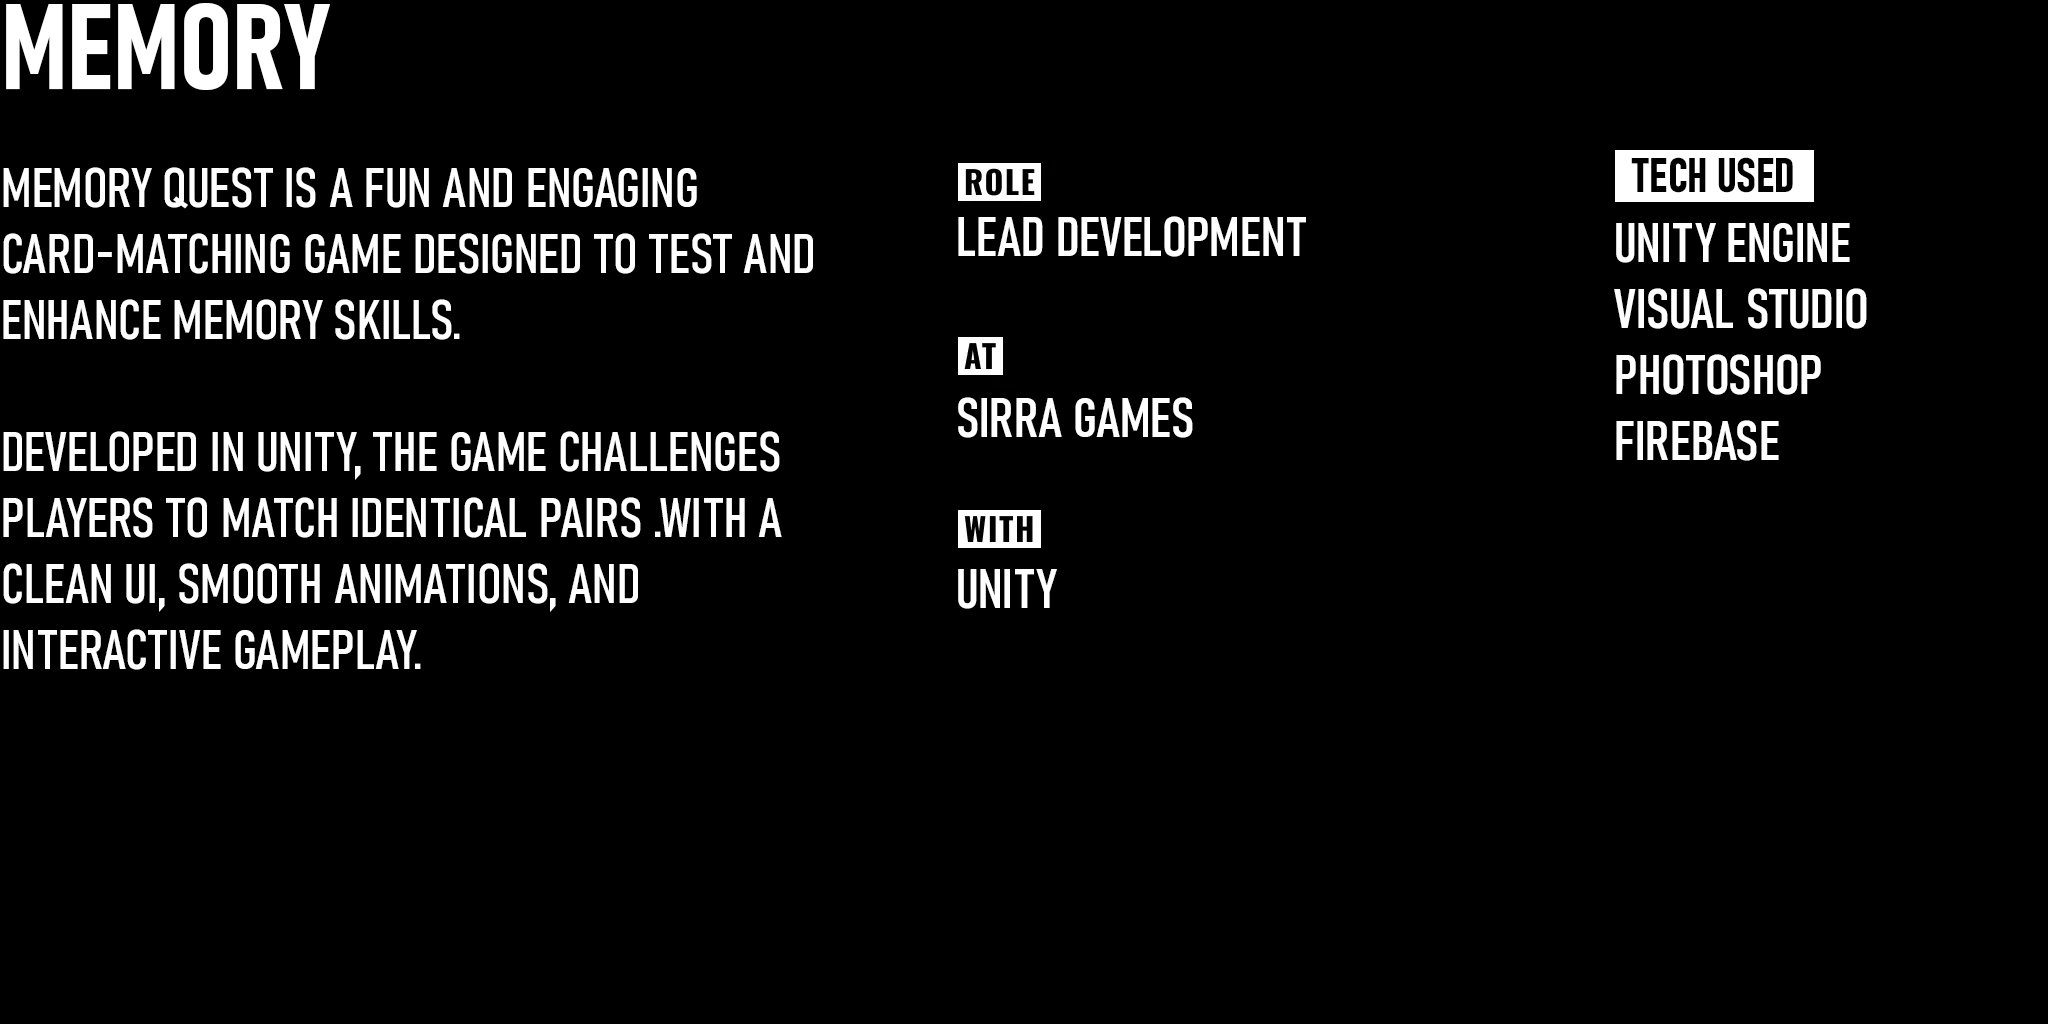 MEMORY
MEMORY QUEST IS A FUN AND ENGAGING
CARD-MATCHING GAME DESIGNED TO TEST AND
ENHANCE MEMORY SKILLS.
DEVELOPED IN UNITY, THE GAME CHALLENGES
PLAYERS TO MATCH IDENTICAL PAIRS .WITH A
CLEAN UI, SMOOTH ANIMATIONS, AND
INTERACTIVE GAMEPLAY.
ROLE
LEAD DEVELOPMENT
AT
SIRRA GAMES
WITH
UNITY
TECH USED
UNITY ENGINE
VISUAL STUDIO
PHOTOSHOP
FIREBASE